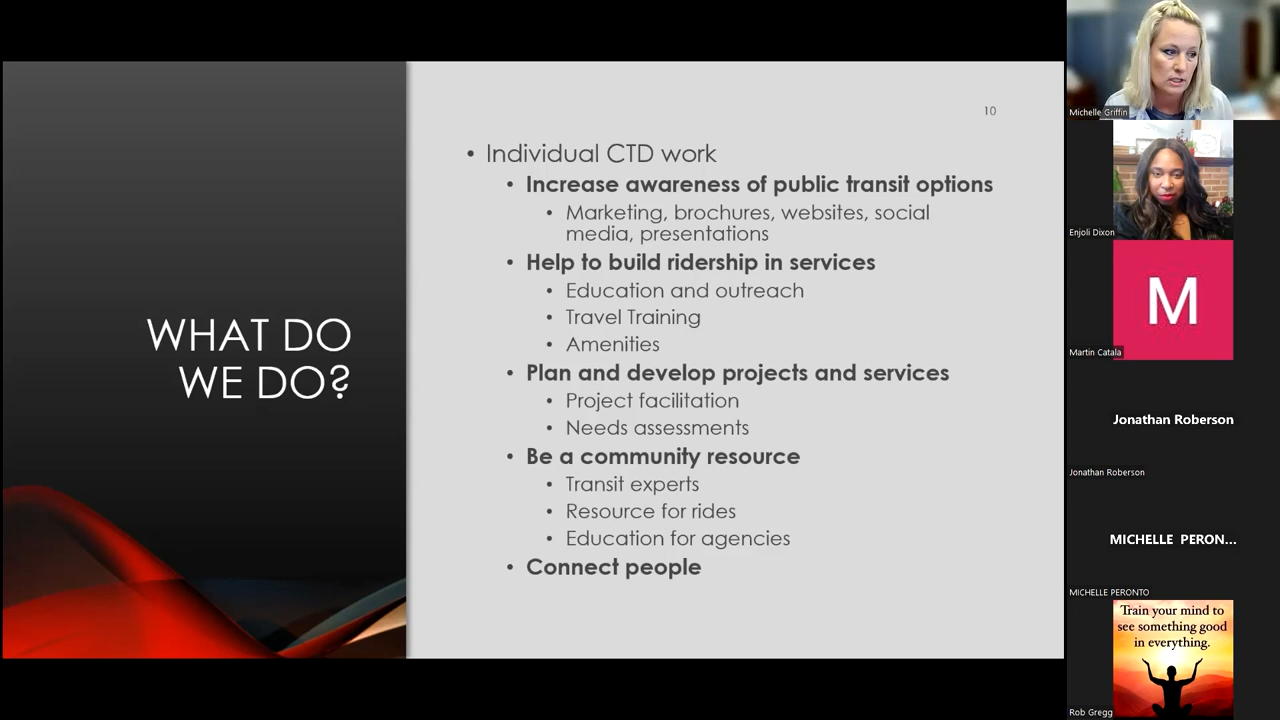 WHAT DO
WE DO?
10
• Individual CTD work
• Increase awareness of public transit options
• Marketing, brochures, websites, social
media, presentations
• Help to build ridership in services
• Education and outreach
• Travel Training
• Amenities
• Plan and develop projects and services
• Project facilitation
• Needs assessments
• Be a community resource
• Transit experts
• Resource for rides
• Education for agencies
• Connect people
Michelle Griffin
Enjoli Dixon
M
Martin Catala
Jonathan Roberson
Jonathan Roberson
MICHELLE PERON...
MICHELLE PERONTO
Train your mind to
see something good
in everything.
Rob Gregg